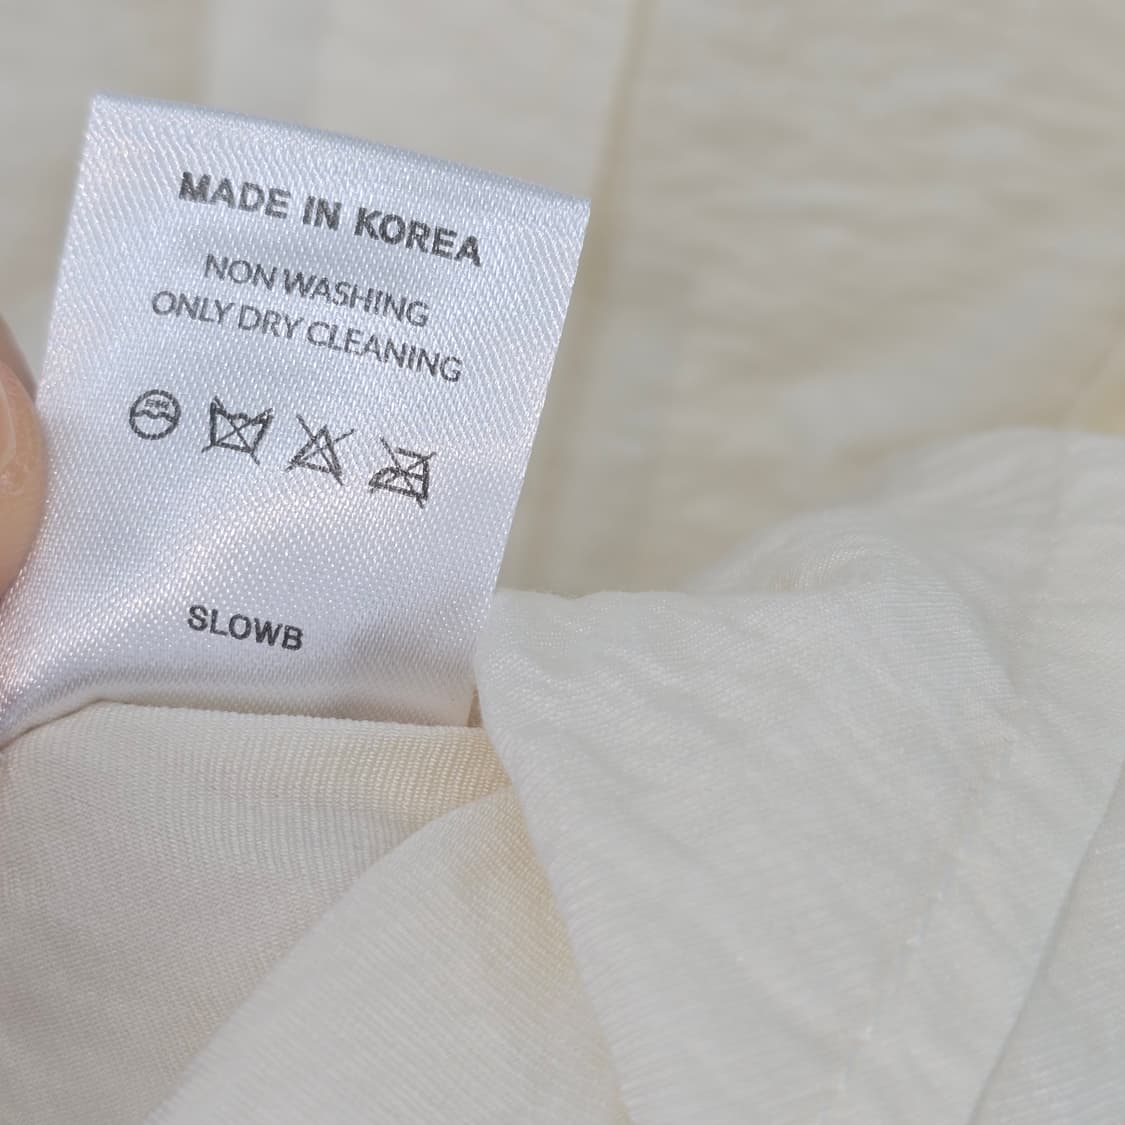 MADE IN KOREA
NON WASHING
ONLY DRY CLEANING
SLOWB